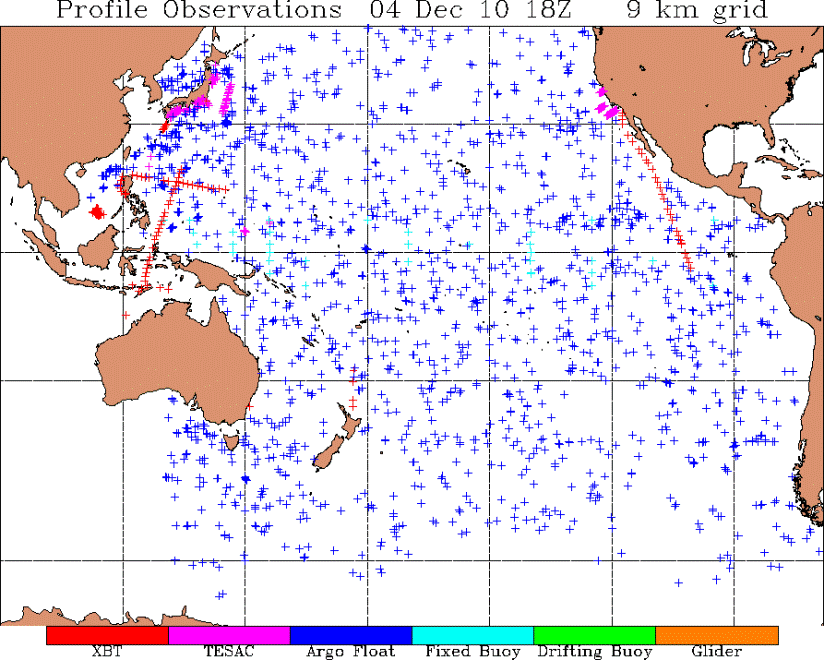 Profile Observations 04 Dec 10 18Z 9 km grid
XBT TESAC Argo Float Fixed Buoy Drifting Buoy Glider